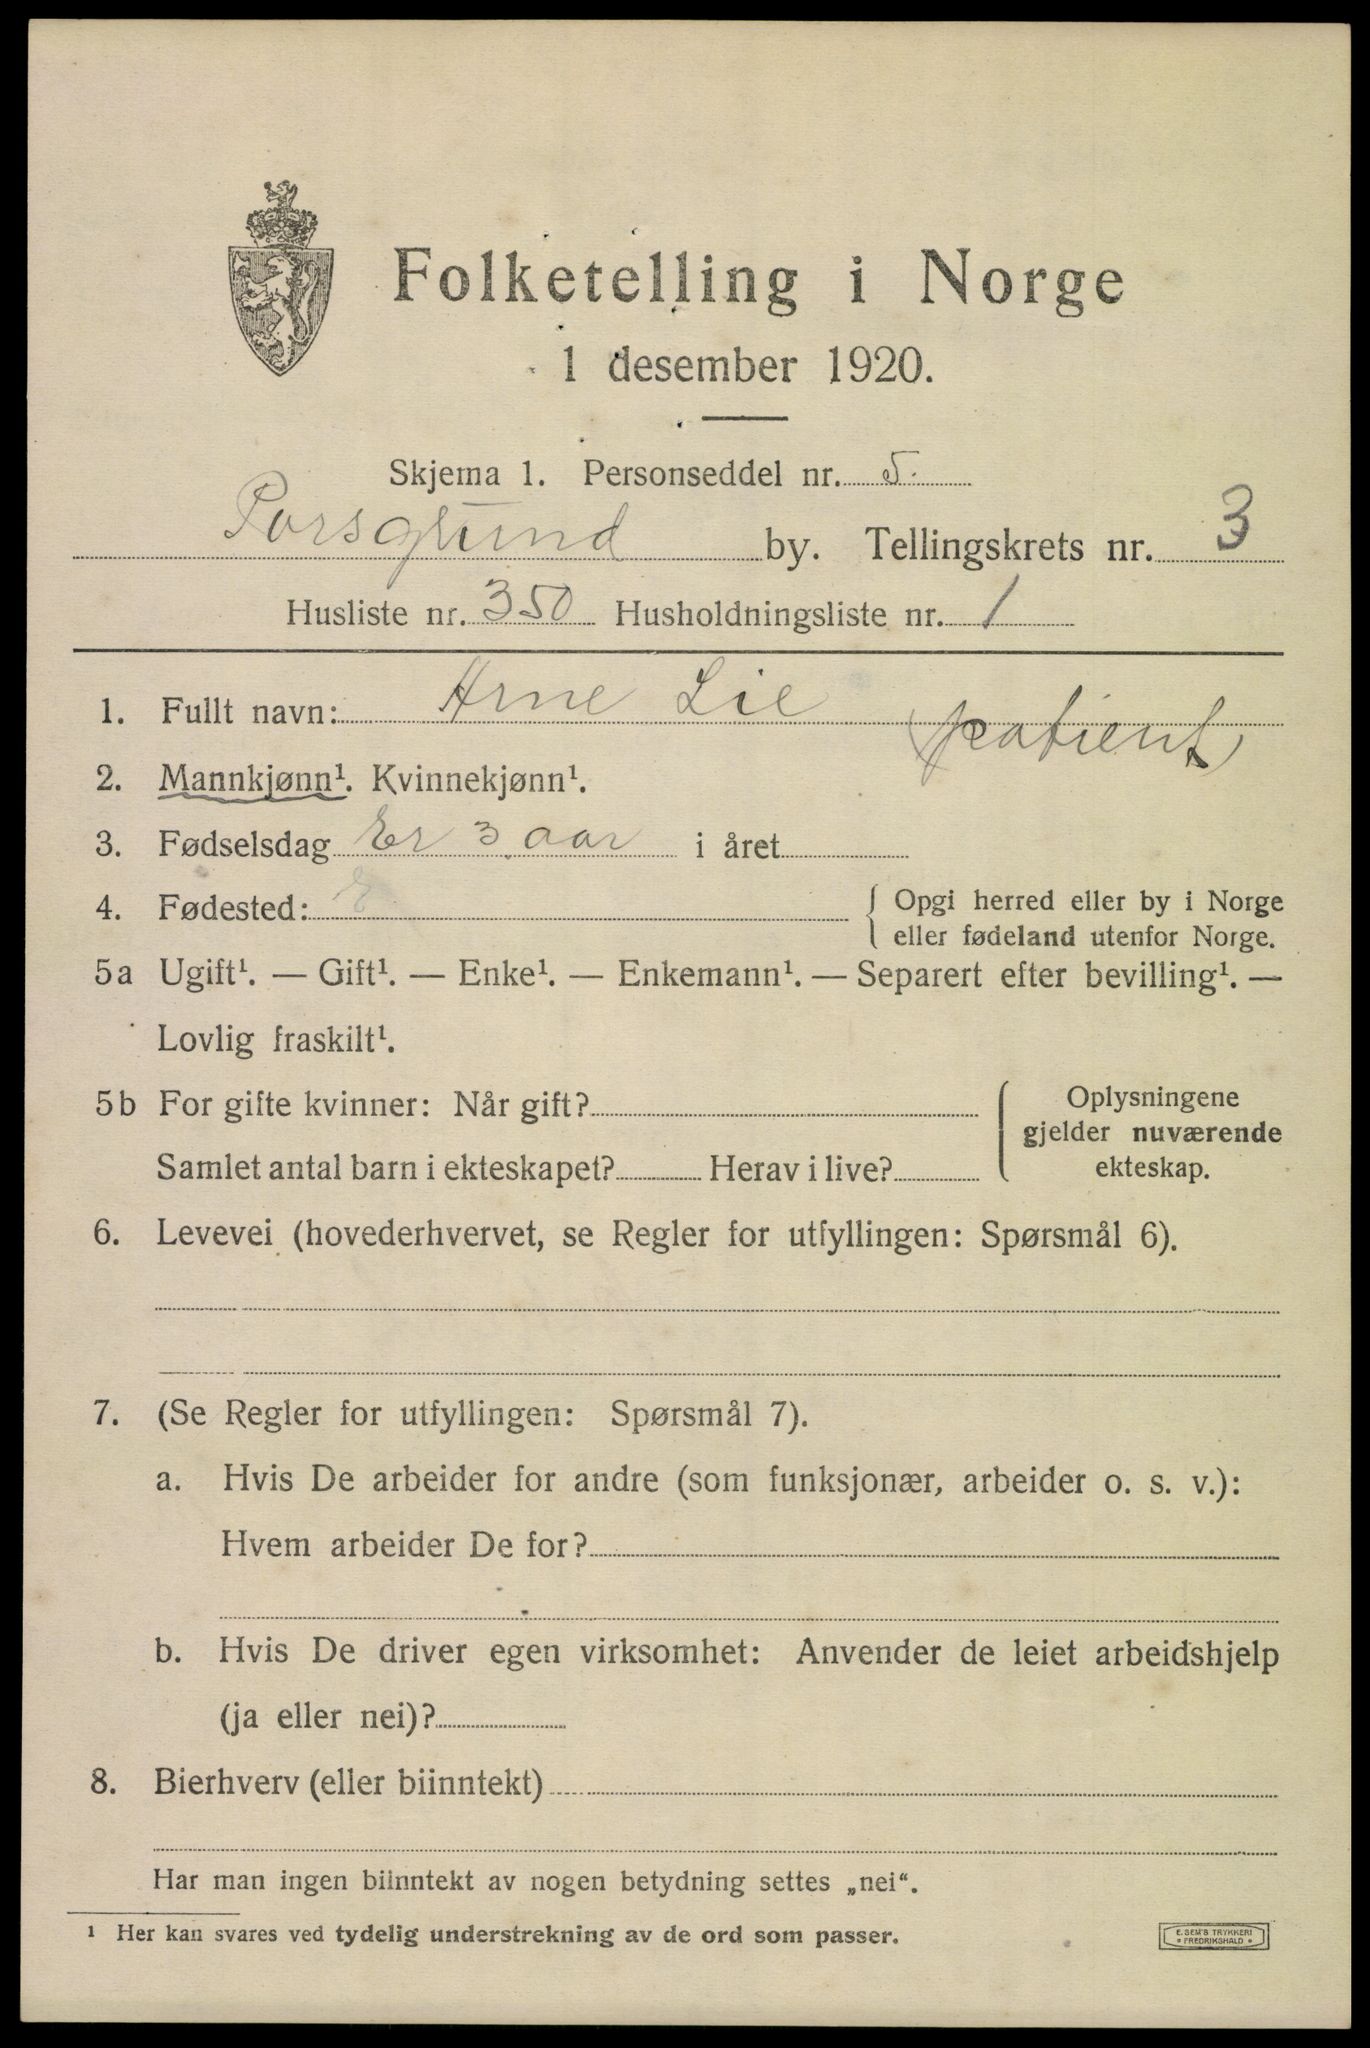 Folketelling i Norge
1 desember 1920.
Skjema 1. Personseddel nr. 5.
Porsgrund by. Tellingskrets nr. 3
Husliste nr. 350 Husholdningsliste nr. 1
1. Fullt navn: Arne Lie (patient)
2. Mannkjønn¹. Kvinnekjønn¹.
3. Fødselsdag Er 3 aar i året
4. Fødested: E { Opgi herred eller by i Norge
eller fødeland utenfor Norge.
5a Ugift¹. — Gift¹. — Enke¹. — Enkemann¹. — Separert efter bevilling¹. —
Lovlig fraskilt¹.
5b For gifte kvinner: Når gift?
Samlet antal barn i ekteskapet? Herav i live?
Oplysningene
gjelder nuværende
ekteskap.
6. Levevei (hovederhvervet, se Regler for utfyllingen: Spørsmål 6).
7. (Se Regler for utfyllingen: Spørsmål 7).
a. Hvis De arbeider for andre (som funksjonær, arbeider o. s. v.):
Hvem arbeider De for?
b. Hvis De driver egen virksomhet: Anvender de leiet arbeidshjelp
(ja eller nei)?
8. Bierhverv (eller biinntekt)
Har man ingen biinntekt av nogen betydning settes „nei“.
¹ Her kan svares ved tydelig understrekning av de ord som passer.
E. SEM'S TRYKKERI
• FREDRIKSHALD •